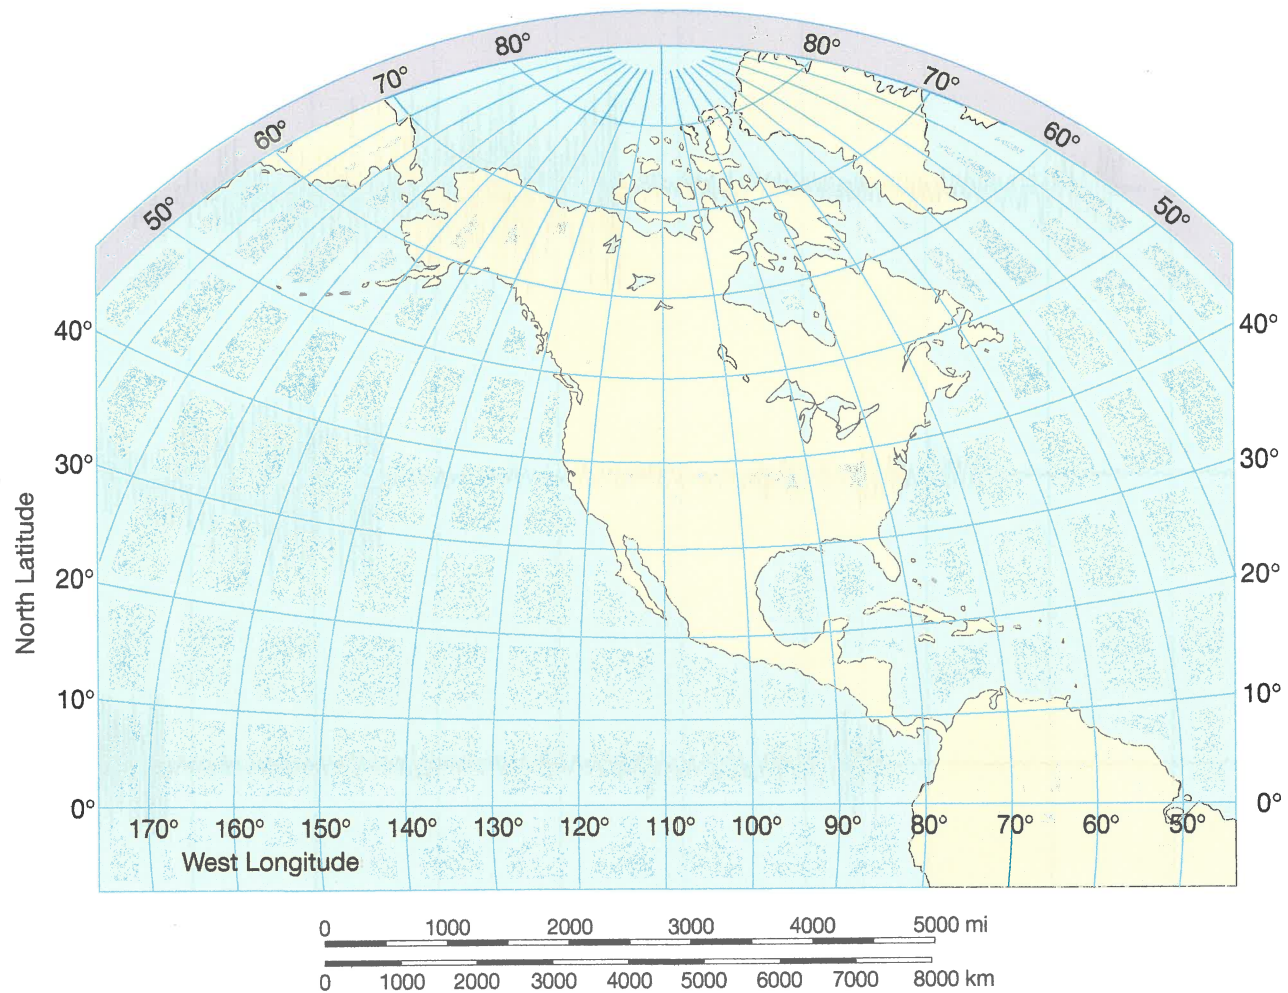 80° 80°
70° 70°
60° 60°
50° 50°
40° 40°
30° 30°
North Latitude
20° 20°
10° 10°
0° 0°
170° 160° 150° 140° 130° 120° 110° 100° 90° 80° 70° 60° 50°
West Longitude
0 1000 2000 3000 4000 5000 mi
0 1000 2000 3000 4000 5000 6000 7000 8000 km